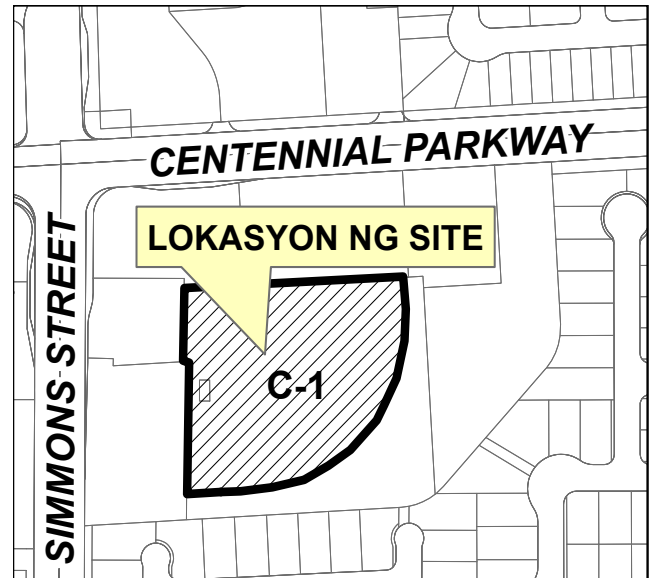 CENTENNIAL PARKWAY
LOKASYON NG SITE
SIMMONS STREET
C-1